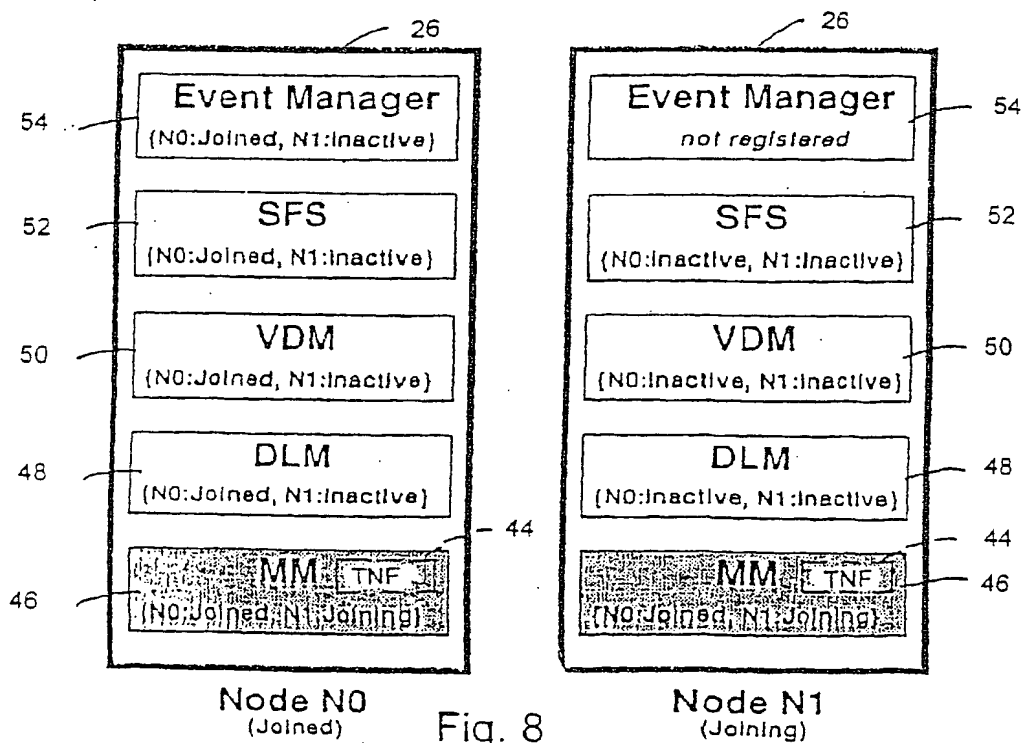 26
Event Manager
54
{N0:Joined, N1:Inactive}
SFS
52
{N0:Joined, N1:Inactive}
VDM
50
{N0:Joined, N1:Inactive}
DLM
48
{N0:Joined, N1:Inactive}
44
MM
TNF
46
{N0:Joined, N1:Joining}
Node N0
(Joined)
26
Event Manager
54
not registered
SFS
52
{N0:Inactive, N1:Inactive}
VDM
50
{N0:Inactive, N1:Inactive}
DLM
48
{N0:Inactive, N1:Inactive}
44
MM
TNF
46
{N0:Joined, N1:Joining}
Node N1
(Joining)
Fig. 8